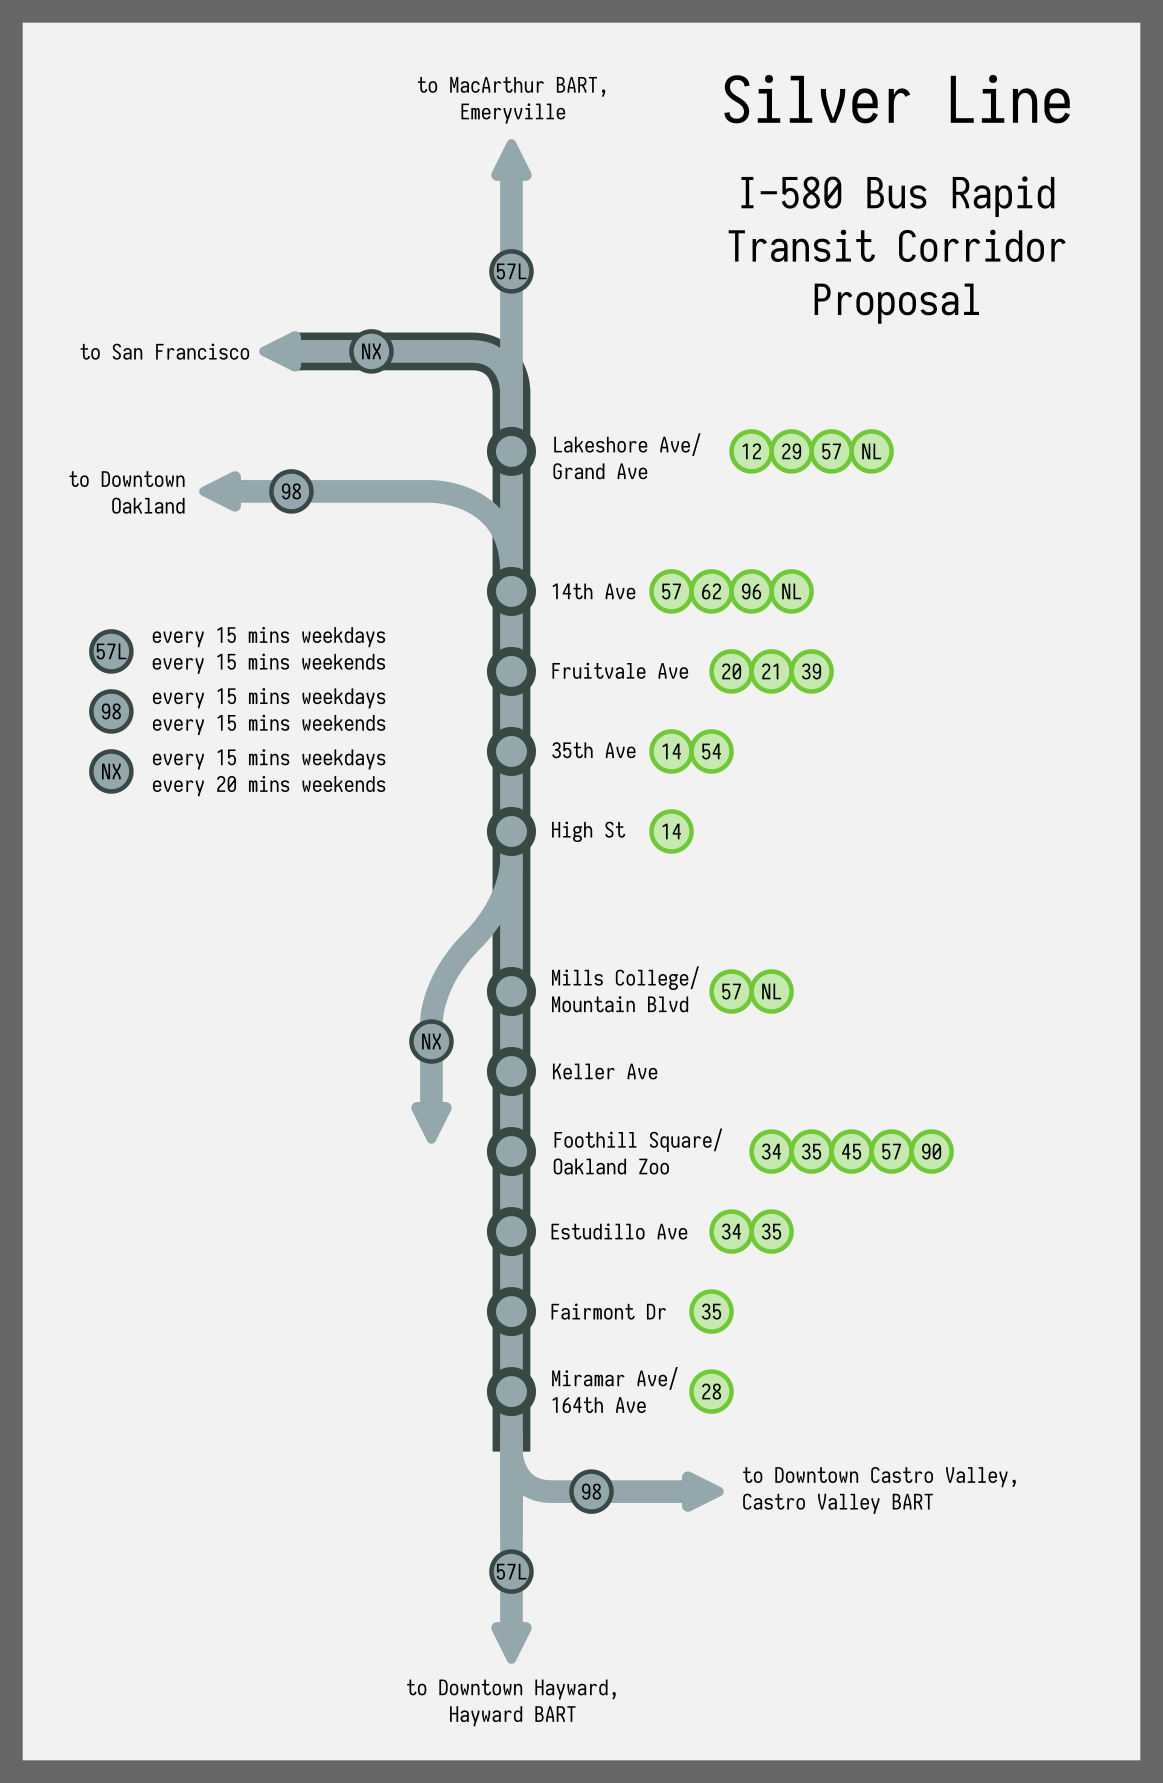 Silver Line
I-580 Bus Rapid
Transit Corridor
Proposal
to MacArthur BART,
Emeryville
57L
to San Francisco
NX
Lakeshore Ave/
Grand Ave
12 29 57 NL
to Downtown
Oakland
98
14th Ave 57 62 96 NL
57L every 15 mins weekdays
every 15 mins weekends
98 every 15 mins weekdays
every 15 mins weekends
NX every 15 mins weekdays
every 20 mins weekends
Fruitvale Ave 20 21 39
35th Ave 14 54
High St 14
Mills College/
Mountain Blvd
57 NL
NX
Keller Ave
Foothill Square/
Oakland Zoo
34 35 45 57 90
Estudillo Ave 34 35
Fairmont Dr 35
Miramar Ave/
164th Ave
28
98
to Downtown Castro Valley,
Castro Valley BART
57L
to Downtown Hayward,
Hayward BART